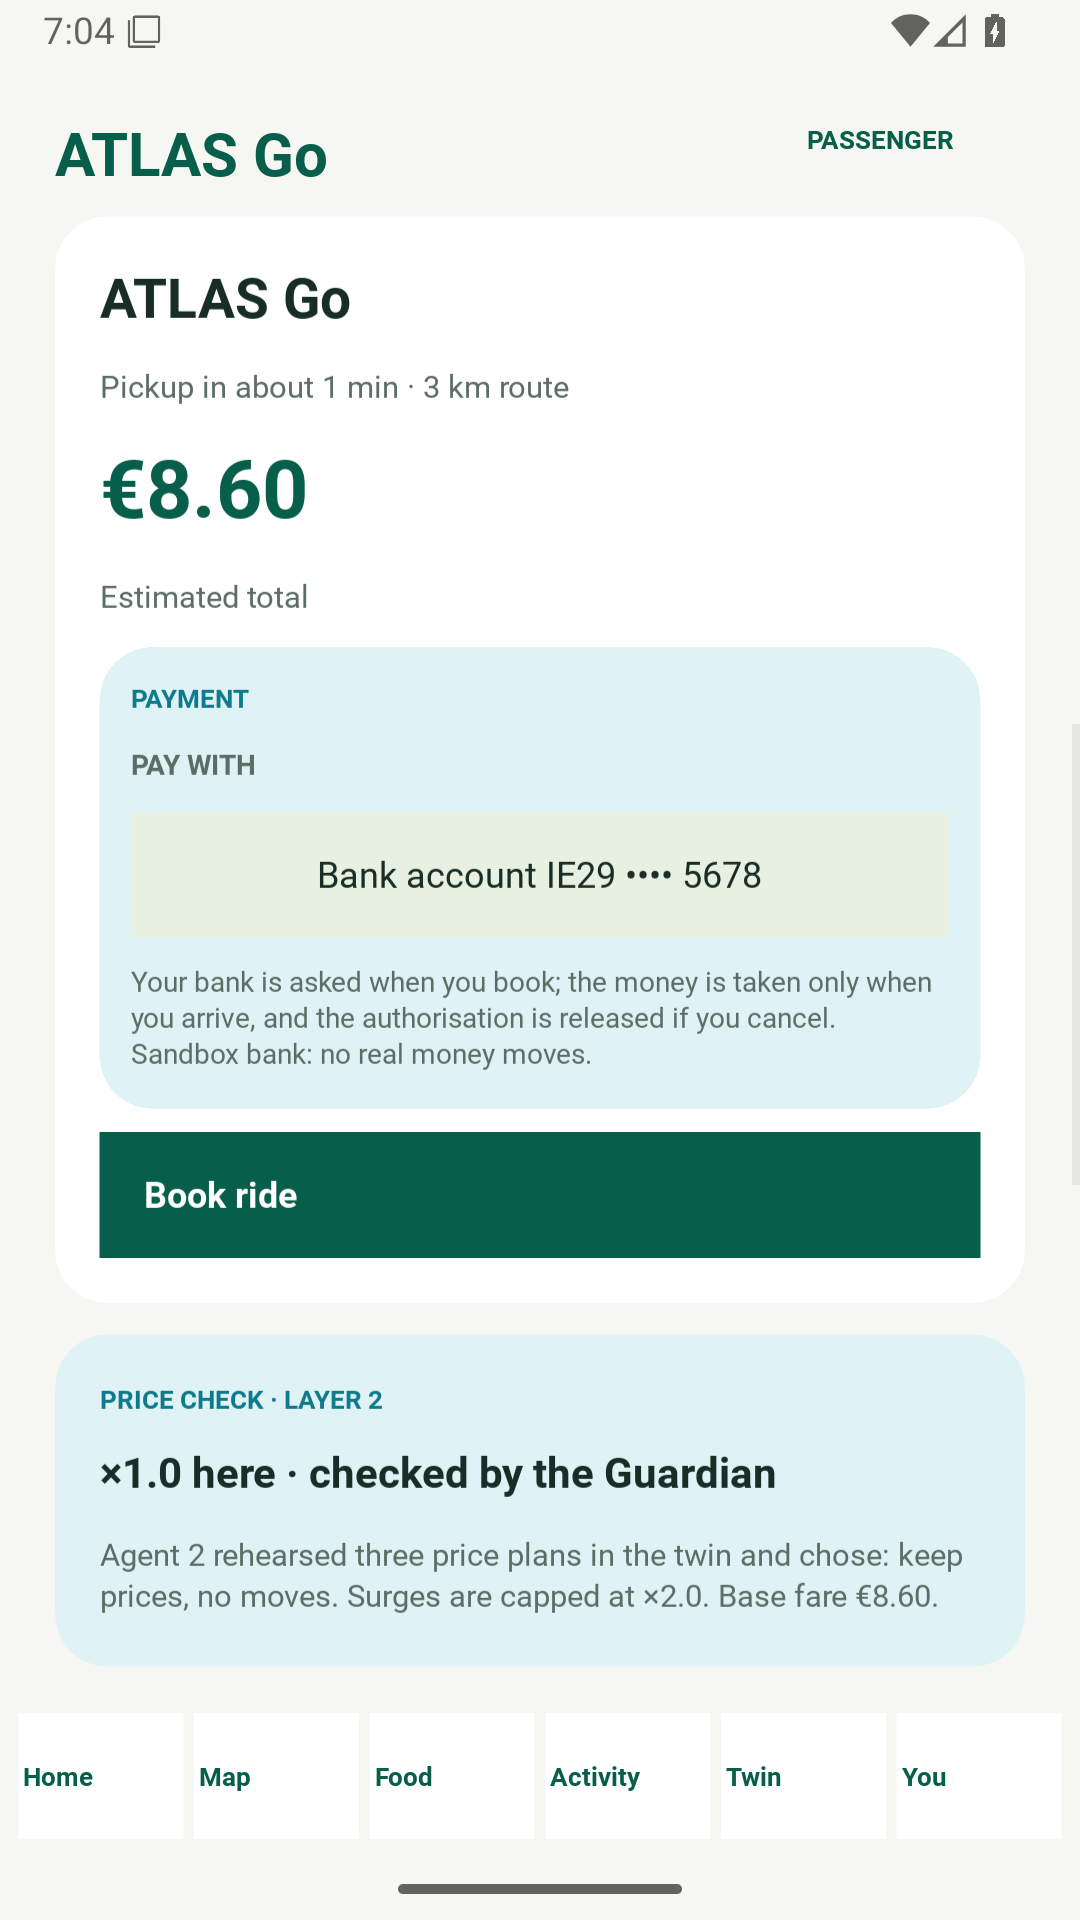 7:04
ATLAS Go
PASSENGER
ATLAS Go
Pickup in about 1 min · 3 km route
€8.60
Estimated total
PAYMENT
PAY WITH
Bank account IE29 •••• 5678
Your bank is asked when you book; the money is taken only when
you arrive, and the authorisation is released if you cancel.
Sandbox bank: no real money moves.
Book ride
PRICE CHECK · LAYER 2
×1.0 here · checked by the Guardian
Agent 2 rehearsed three price plans in the twin and chose: keep
prices, no moves. Surges are capped at ×2.0. Base fare €8.60.
Home
Map
Food
Activity
Twin
You